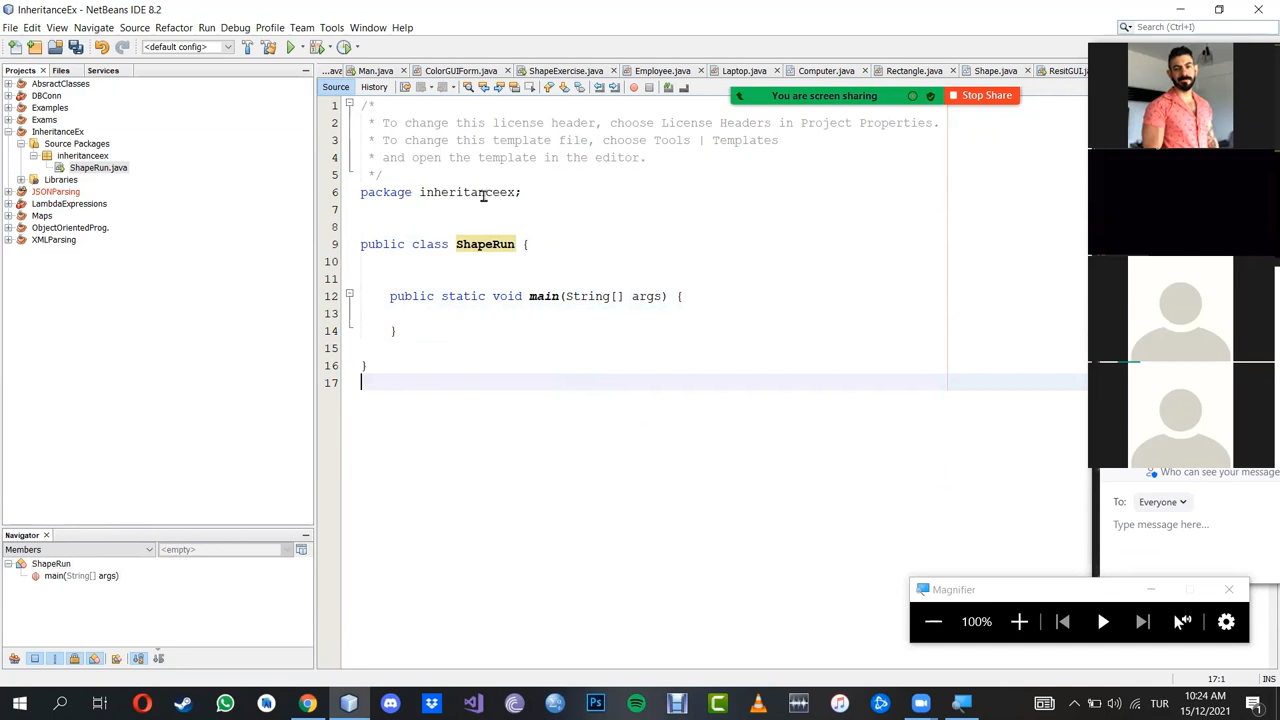 InheritanceEx - NetBeans IDE 8.2
File Edit View Navigate Source Refactor Run Debug Profile Team Tools Window Help
Search (Ctrl+I)
<default config>
Projects Files Services
AbstractClasses
DBConn
Examples
Exams
InheritanceEx
Source Packages
inheritanceex
ShapeRun.java
Libraries
JSONParsing
LambdaExpressions
Maps
ObjectOrientedProg.
XMLParsing
Navigator
Members
<empty>
ShapeRun
main(String[] args)
...ava Man.java ColorGUIForm.java ShapeExercise.java Employee.java Laptop.java Computer.java Rectangle.java Shape.java ResitGUI.ja
Source History
You are screen sharing Stop Share
1 /*
2 * To change this license header, choose License Headers in Project Properties.
3 * To change this template file, choose Tools | Templates
4 * and open the template in the editor.
5 */
6 package inheritanceex;
7
8
9 public class ShapeRun {
10
11
12 public static void main(String[] args) {
13
14 }
15
16 }
17
Who can see your message
To: Everyone
Type message here...
Magnifier
100%
17:1 INS
TUR
10:24 AM
15/12/2021
1